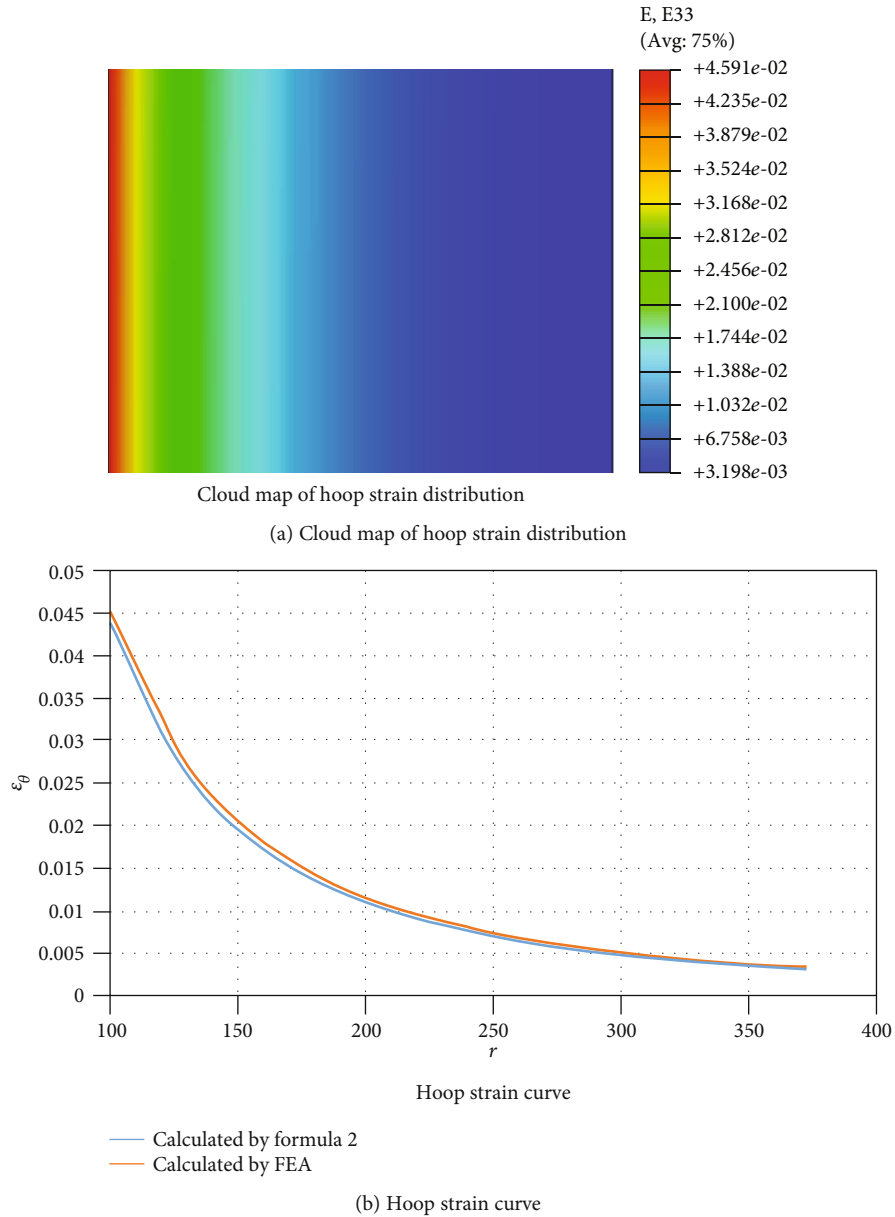 E, E33
(Avg: 75%)
+4.591e-02
+4.235e-02
+3.879e-02
+3.524e-02
+3.168e-02
+2.812e-02
+2.456e-02
+2.100e-02
+1.744e-02
+1.388e-02
+1.032e-02
+6.758e-03
+3.198e-03
Cloud map of hoop strain distribution
(a) Cloud map of hoop strain distribution
0.05
0.045
0.04
0.035
0.03
0.025
0.02
0.015
0.01
0.005
0
εθ
100 150 200 250 300 350 400
r
Hoop strain curve
Calculated by formula 2
Calculated by FEA
(b) Hoop strain curve